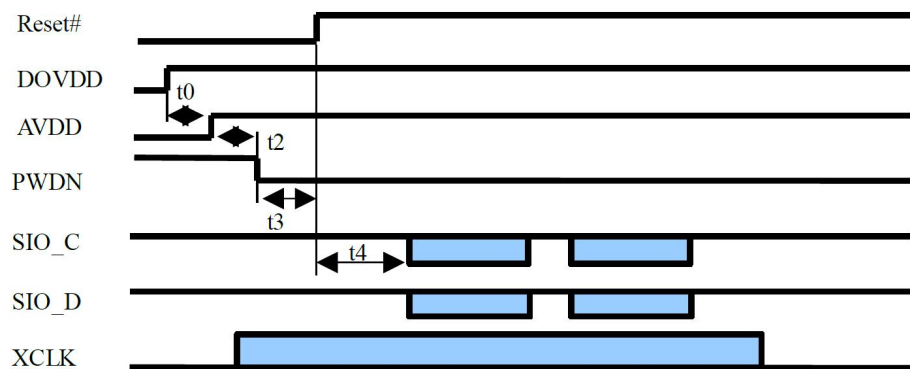 Reset#
DOVDD
t0
AVDD
t2
PWDN
t3
SIO_C
t4
SIO_D
XCLK